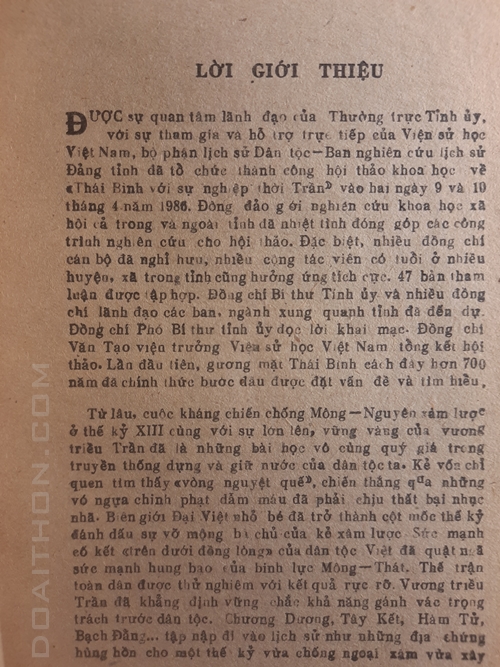 LỜI GIỚI THIỆU
ĐƯỢC sự quan tâm lãnh đạo của Thường trực Tỉnh ủy,
với sự tham gia và hỗ trợ trực tiếp của Viện sử học
Việt Nam, bộ phận lịch sử Dân tộc—Ban nghiên cứu lịch sử
Đảng tỉnh đã tổ chức thành công hội thảo khoa học về
«Thái Bình với sự nghiệp thời Trần» vào hai ngày 9 và 10
tháng 4 năm 1986. Đông đảo giới nghiên cứu khoa học xã
hội cả trong và ngoài tỉnh đã nhiệt tình đóng góp các công
trình nghiên cứu cho hội thảo. Đặc biệt, nhiều đồng chí
cán bộ đã nghỉ hưu, nhiều cộng tác viên có tuổi ở nhiều
huyện, xã trong tỉnh cũng hưởng ứng tích cực. 47 bản tham
luận được tập hợp. Đồng chí Bí thư Tỉnh ủy và nhiều đồng
chí lãnh đạo các ban, ngành xung quanh tỉnh đã đến dự.
Đồng chí Phó Bí thư tỉnh ủy đọc lời khai mạc. Đồng chí
Văn Tạo viện trưởng Viện sử học Việt Nam tổng kết hội
thảo. Lần đầu tiên, gương mặt Thái Bình cách đây hơn 700
năm đã chính thức bước đầu được đặt vấn đề và tìm hiểu.
Từ lâu, cuộc kháng chiến chống Mông—Nguyên xâm lược
ở thế kỷ XIII cùng với sự lớn lên, vững vàng của vương
triều Trần đã là những bài học vô cùng quý giá trong
truyền thống dựng và giữ nước của dân tộc ta. Kẻ vốn chỉ
quen tìm thấy «vòng nguyệt quế», chiến thắng của những
vó ngựa chinh phạt đẫm máu đã phải chịu thất bại nhục
nhã. Biên giới Đại Việt nhỏ bé đã trở thành cột mốc thế kỷ
đánh dấu sự vỡ mộng bá chủ của kẻ xâm lược. Sức mạnh
cố kết «trên dưới đồng lòng» của dân tộc Việt đã quật ngã
sức mạnh hung bạo của binh lực Mông—Thát. Thế trận
toàn dân được thử nghiệm với kết quả rực rỡ. Vương triều
Trần đã khẳng định vững chắc khả năng gánh vác trọng
trách trước dân tộc. Chương Dương, Tây Kết, Hàm Tử,
Bạch Đằng... tập nập đi vào lịch sử như những địa chứng
hùng hồn cho một thế kỷ vừa chống ngoại xâm vừa xây
DOAITHON.COM